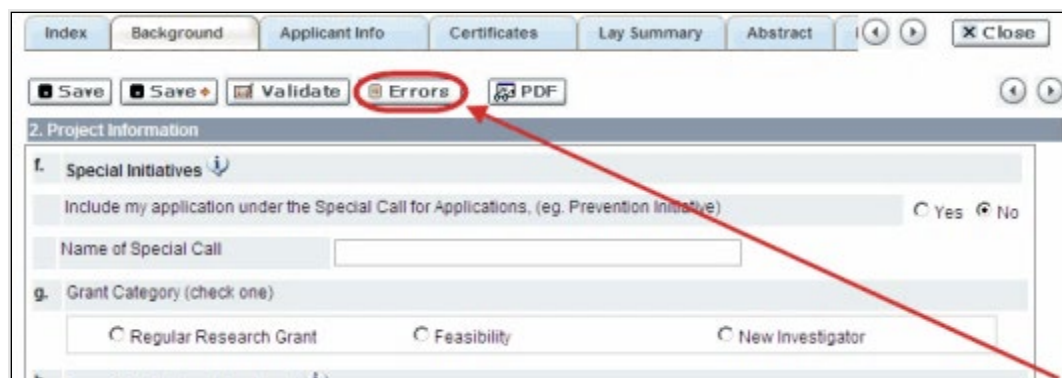 Index Background Applicant Info Certificates Lay Summary Abstract Close
Save Save Validate Errors PDF
2. Project Information
f. Special Initiatives
Include my application under the Special Call for Applications, (eg. Prevention Initiative) Yes No
Name of Special Call
g. Grant Category (check one)
Regular Research Grant Feasibility New Investigator